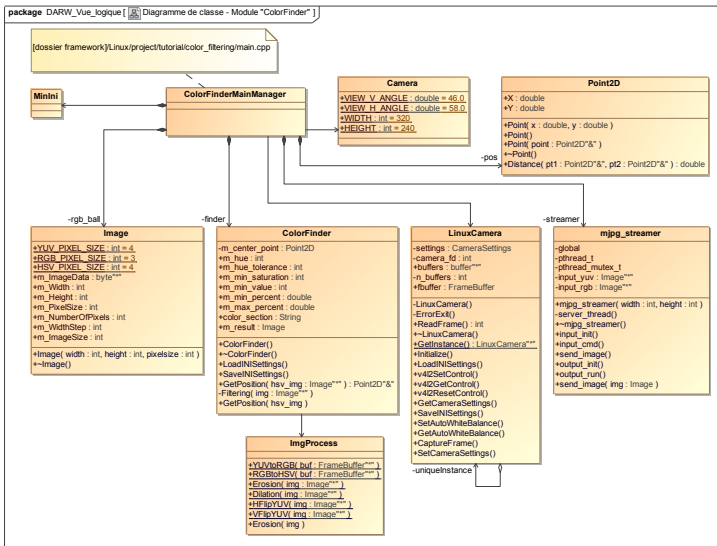 package DARW_Vue_logique [ Diagramme de classe - Module "ColorFinder" ]
[dossier framework]/Linux/project/tutorial/color_filtering/main.cpp
MinIni
ColorFinderMainManager
Camera
+VIEW_V_ANGLE : double = 46.0
+VIEW_H_ANGLE : double = 58.0
+WIDTH : int = 320
+HEIGHT : int = 240
Point2D
+X : double
+Y : double
+Point( x : double, y : double )
+Point()
+Point( point : Point2D"&" )
+~Point()
+Distance( pt1 : Point2D"&", pt2 : Point2D"&" ) : double
-pos
-rgb_ball
-finder
-streamer
Image
+YUV_PIXEL_SIZE : int = 4
+RGB_PIXEL_SIZE : int = 3
+HSV_PIXEL_SIZE : int = 4
+m_ImageData : byte"*"
+m_Width : int
+m_Height : int
+m_PixelSize : int
+m_NumberOfPixels : int
+m_WidthStep : int
+m_ImageSize : int
+Image( width : int, height : int, pixelsize : int )
+~Image()
ColorFinder
-m_center_point : Point2D
+m_hue : int
+m_hue_tolerance : int
+m_min_saturation : int
+m_min_value : int
+m_min_percent : double
+m_max_percent : double
+color_section : String
+m_result : Image
+ColorFinder()
+~ColorFinder()
+LoadINISettings()
+SaveINISettings()
+GetPosition( hsv_img : Image"*" ) : Point2D"&"
-Filtering( img : Image"*" )
+GetPosition( hsv_img )
LinuxCamera
-settings : CameraSettings
-camera_fd : int
+buffers : buffer"*"
-n_buffers : int
+fbuffer : FrameBuffer
-LinuxCamera()
-ErrorExit()
+ReadFrame() : int
+~LinuxCamera()
+GetInstance() : LinuxCamera"*"
+Initialize()
+LoadINISettings()
+v4l2SetControl()
+v4l2GetControl()
+v4l2ResetControl()
+GetCameraSettings()
+SaveINISettings()
+SetAutoWhiteBalance()
+GetAutoWhiteBalance()
+CaptureFrame()
+SetCameraSettings()
-uniqueInstance
mjpg_streamer
-global
-pthread_t
-pthread_mutex_t
-input_yuv : Image"*"
-input_rgb : Image"*"
+mjpg_streamer( width : int, height : int )
-server_thread()
+~mjpg_streamer()
+input_init()
+input_cmd()
+send_image()
+output_init()
+output_run()
+send_image( img : Image )
ImgProcess
+YUVtoRGB( buf : FrameBuffer"*" )
+RGBtoHSV( buf : FrameBuffer"*" )
+Erosion( img : Image"*" )
+Dilation( img : Image"*" )
+HFlipYUV( img : Image"*" )
+VFlipYUV( img : Image"*" )
+Erosion( img )